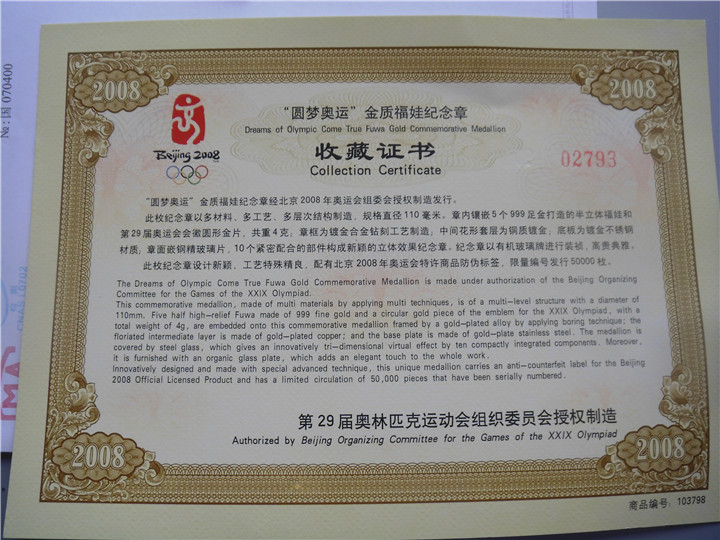 №:国 070400
2008
2008
"圆梦奥运"金质福娃纪念章
Dreams of Olympic Come True Fuwa Gold Commemorative Medallion
收藏证书
Collection Certificate
Beijing 2008
02793
"圆梦奥运"金质福娃纪念章经北京2008年奥运会组委会授权制造发行。
此枚纪念章以多材料、多工艺、多层次结构制造，规格直径110毫米。章内镶嵌5个999足金打造的半立体福娃和
第29届奥运会会徽圆形金片，共重4克；章框为镀金合金钻刻工艺制造；中间花形套层为铜质镀金，底板为镀金不锈钢
材质；章面嵌钢精玻璃片，10个紧密配合的部件构成新颖的立体效果纪念章。纪念章以有机玻璃牌进行装祯，高贵典雅。
此枚纪念章设计新颖，工艺特殊精良，配有北京2008年奥运会特许商品防伪标签，限量编号发行50000枚。
The Dreams of Olympic Come True Fuwa Gold Commemorative Medallion is made under authorization of the Beijing Organizing
Committee for the Games of the XXIX Olympiad.
This commemorative medallion, made of multi materials by applying multi techniques, is of a multi-level structure with a diameter of
110mm. Five half high-relief Fuwa made of 999 fine gold and a circular gold piece of the emblem for the XXIX Olympiad, with a
total weight of 4g, are embedded onto this commemorative medallion framed by a gold-plated alloy by applying boring technique; the
floriated intermediate layer is made of gold-plated copper; and the base plate is made of gold-plate stainless steel. The medallion is
covered by steel glass, which gives an innovatively tri-dimensional virtual effect by ten compactly integrated components. Moreover,
it is furnished with an organic glass plate, which adds an elegant touch to the whole work.
Innovatively designed and made with special advanced technique, this unique medallion carries an anti-counterfeit label for the Beijing
2008 Official Licensed Product and has a limited circulation of 50,000 pieces that have been serially numbered.
第29届奥林匹克运动会组织委员会授权制造
Authorized by Beijing Organizing Committee for the Games of the XXIX Olympiad
2008
2008
商品编号：103798